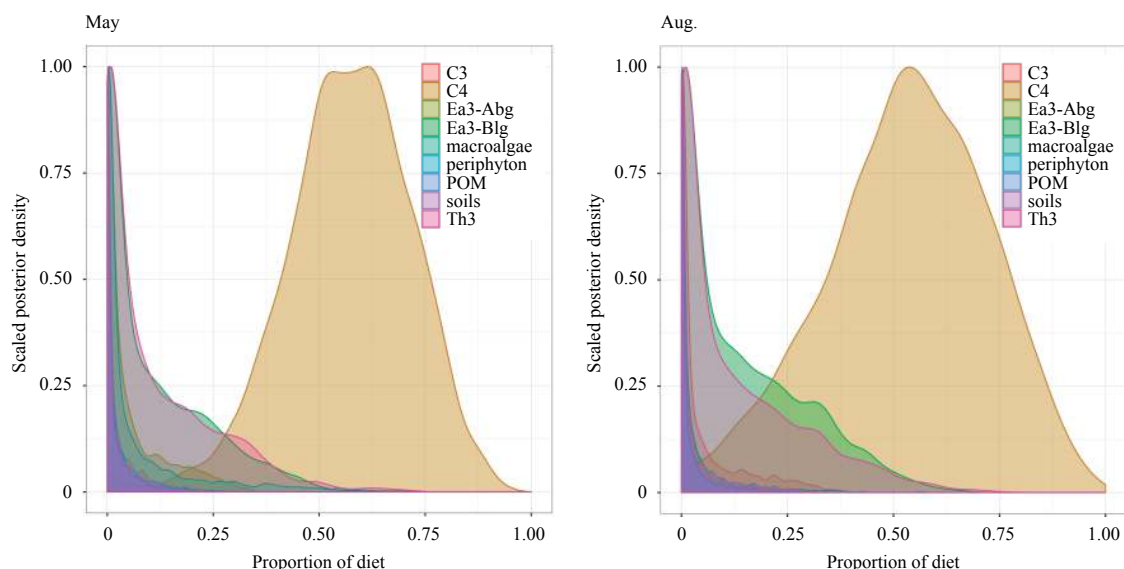 May
Scaled posterior density
1.00
0.75
0.50
0.25
0
C3
C4
Ea3-Abg
Ea3-Blg
macroalgae
periphyton
POM
soils
Th3
0 0.25 0.50 0.75 1.00
Proportion of diet
Aug.
Scaled posterior density
1.00
0.75
0.50
0.25
0
C3
C4
Ea3-Abg
Ea3-Blg
macroalgae
periphyton
POM
soils
Th3
0 0.25 0.50 0.75 1.00
Proportion of diet